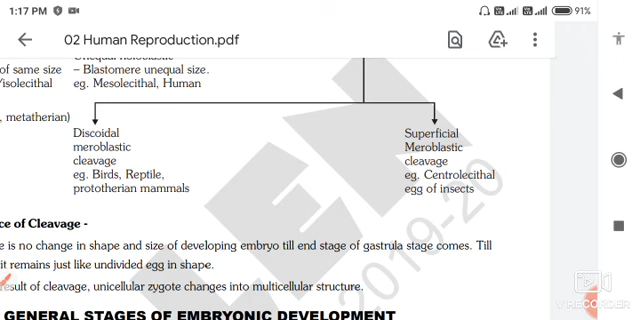 1:17 PM
91%
02 Human Reproduction.pdf
Unequal holoblastic
of same size
– Blastomere unequal size.
/isolecithal
eg. Mesolecithal, Human
, metatherian)
Discoidal
meroblastic
cleavage
eg. Birds, Reptile,
prototherian mammals
Superficial
Meroblastic
cleavage
eg. Centrolecithal
egg of insects
ce of Cleavage -
e is no change in shape and size of developing embryo till end stage of gastrula stage comes. Till
it remains just like undivided egg in shape.
result of cleavage, unicellular zygote changes into multicellular structure.
GENERAL STAGES OF EMBRYONIC DEVELOPMENT
LEN
2019-20
V RECORDER